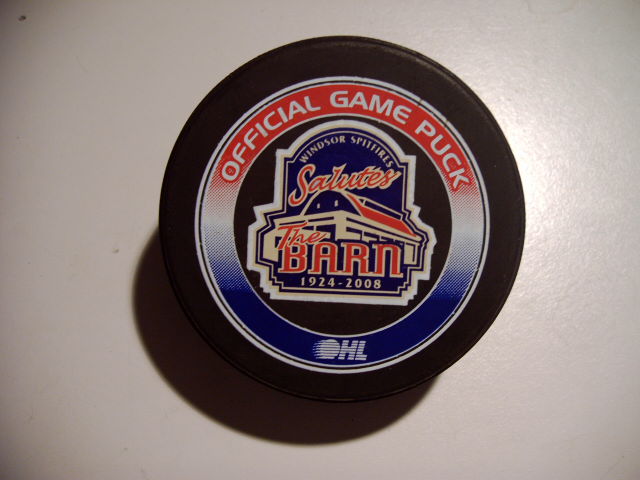 OFFICIAL GAME PUCK
WINDSOR SPITFIRES
Salutes
The
BARN
1924-2008
OHL